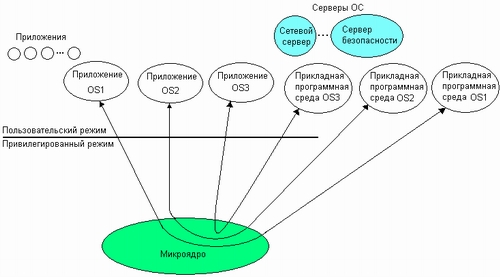 Серверы ОС
Приложения
Сетевой
сервер
Сервер
безопасности
Приложение
OS1
Приложение
OS2
Приложение
OS3
Прикладная
программная
среда OS3
Прикладная
программная
среда OS2
Прикладная
программная
среда OS1
Пользовательский режим
Привилегированный режим
Микроядро